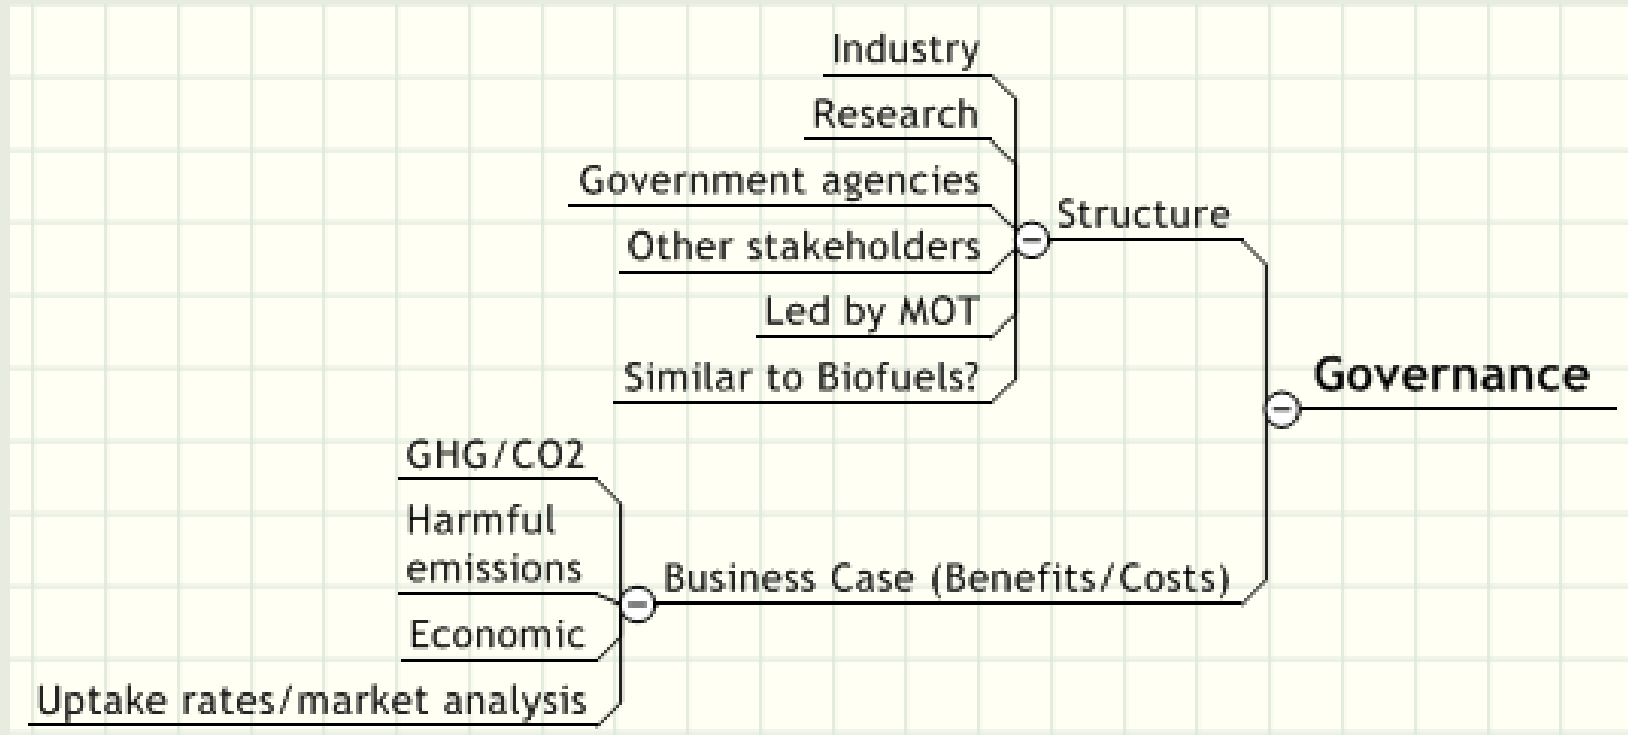 Industry
Research
Government agencies
Structure
Other stakeholders
Led by MOT
Similar to Biofuels?
Governance
GHG/CO2
Harmful
emissions
Business Case (Benefits/Costs)
Economic
Uptake rates/market analysis